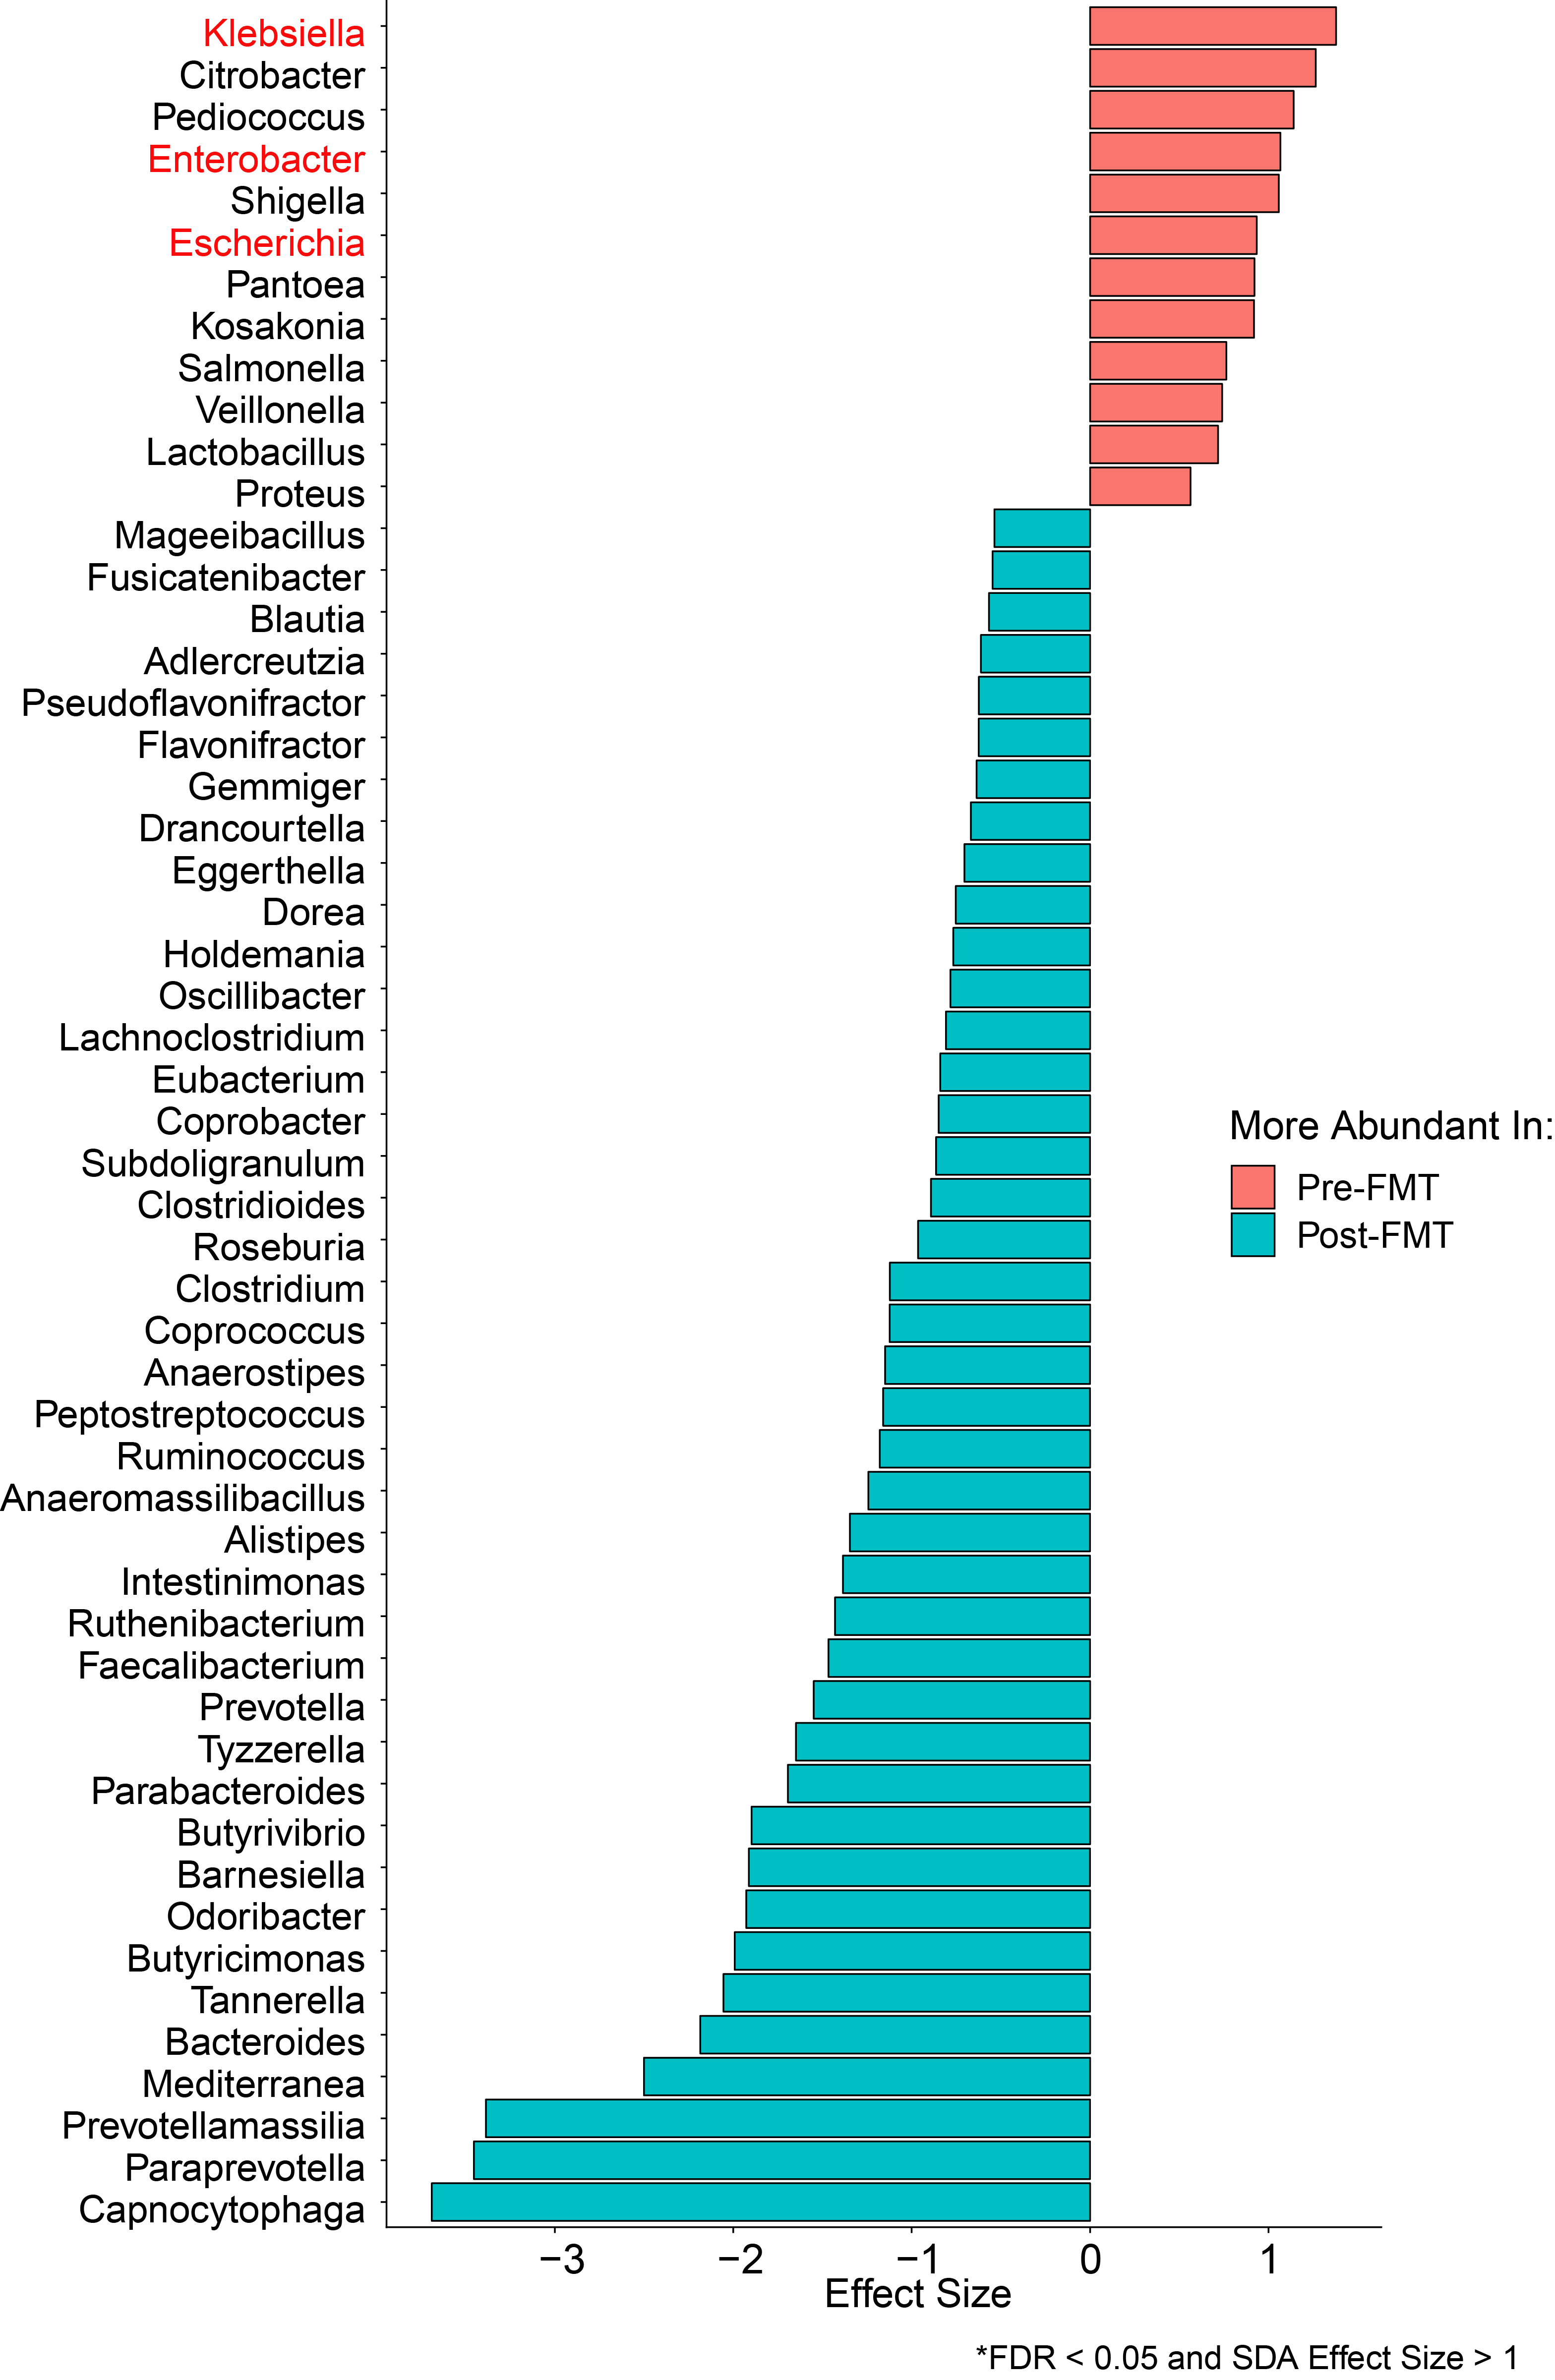 Klebsiella
Citrobacter
Pediococcus
Enterobacter
Shigella
Escherichia
Pantoea
Kosakonia
Salmonella
Veillonella
Lactobacillus
Proteus
Mageeibacillus
Fusicatenibacter
Blautia
Adlercreutzia
Pseudoflavonifractor
Flavonifractor
Gemmiger
Drancourtella
Eggerthella
Dorea
Holdemania
Oscillibacter
Lachnoclostridium
Eubacterium
Coprobacter
Subdoligranulum
Clostridioides
Roseburia
Clostridium
Coprococcus
Anaerostipes
Peptostreptococcus
Ruminococcus
Anaeromassilibacillus
Alistipes
Intestinimonas
Ruthenibacterium
Faecalibacterium
Prevotella
Tyzzerella
Parabacteroides
Butyrivibrio
Barnesiella
Odoribacter
Butyricimonas
Tannerella
Bacteroides
Mediterranea
Prevotellamassilia
Paraprevotella
Capnocytophaga
More Abundant In:
Pre-FMT
Post-FMT
−3 −2 −1 0 1
Effect Size
*FDR < 0.05 and SDA Effect Size > 1